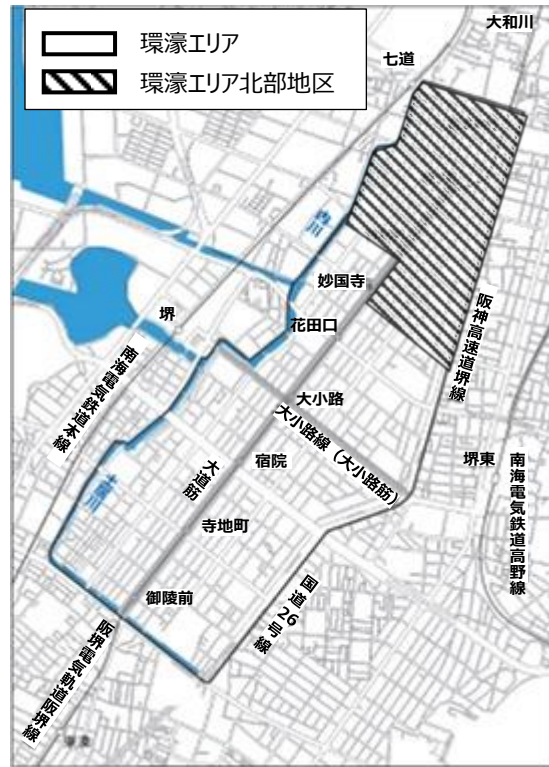 環濠エリア
環濠エリア北部地区
大和川
七道
内川
妙国寺
阪神高速道堺線
花田口
堺
南海電気鉄道本線
大小路
大小路線（大小路筋）
堺東
南海電気鉄道高野線
宿院
大道筋
土居川
寺地町
御陵前
国道26号線
阪堺電気軌道阪堺線